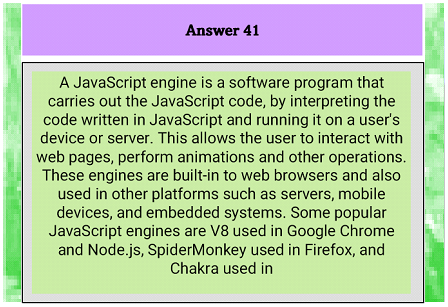 Answer 41
A JavaScript engine is a software program that
carries out the JavaScript code, by interpreting the
code written in JavaScript and running it on a user's
device or server. This allows the user to interact with
web pages, perform animations and other operations.
These engines are built-in to web browsers and also
used in other platforms such as servers, mobile
devices, and embedded systems. Some popular
JavaScript engines are V8 used in Google Chrome
and Node.js, SpiderMonkey used in Firefox, and
Chakra used in